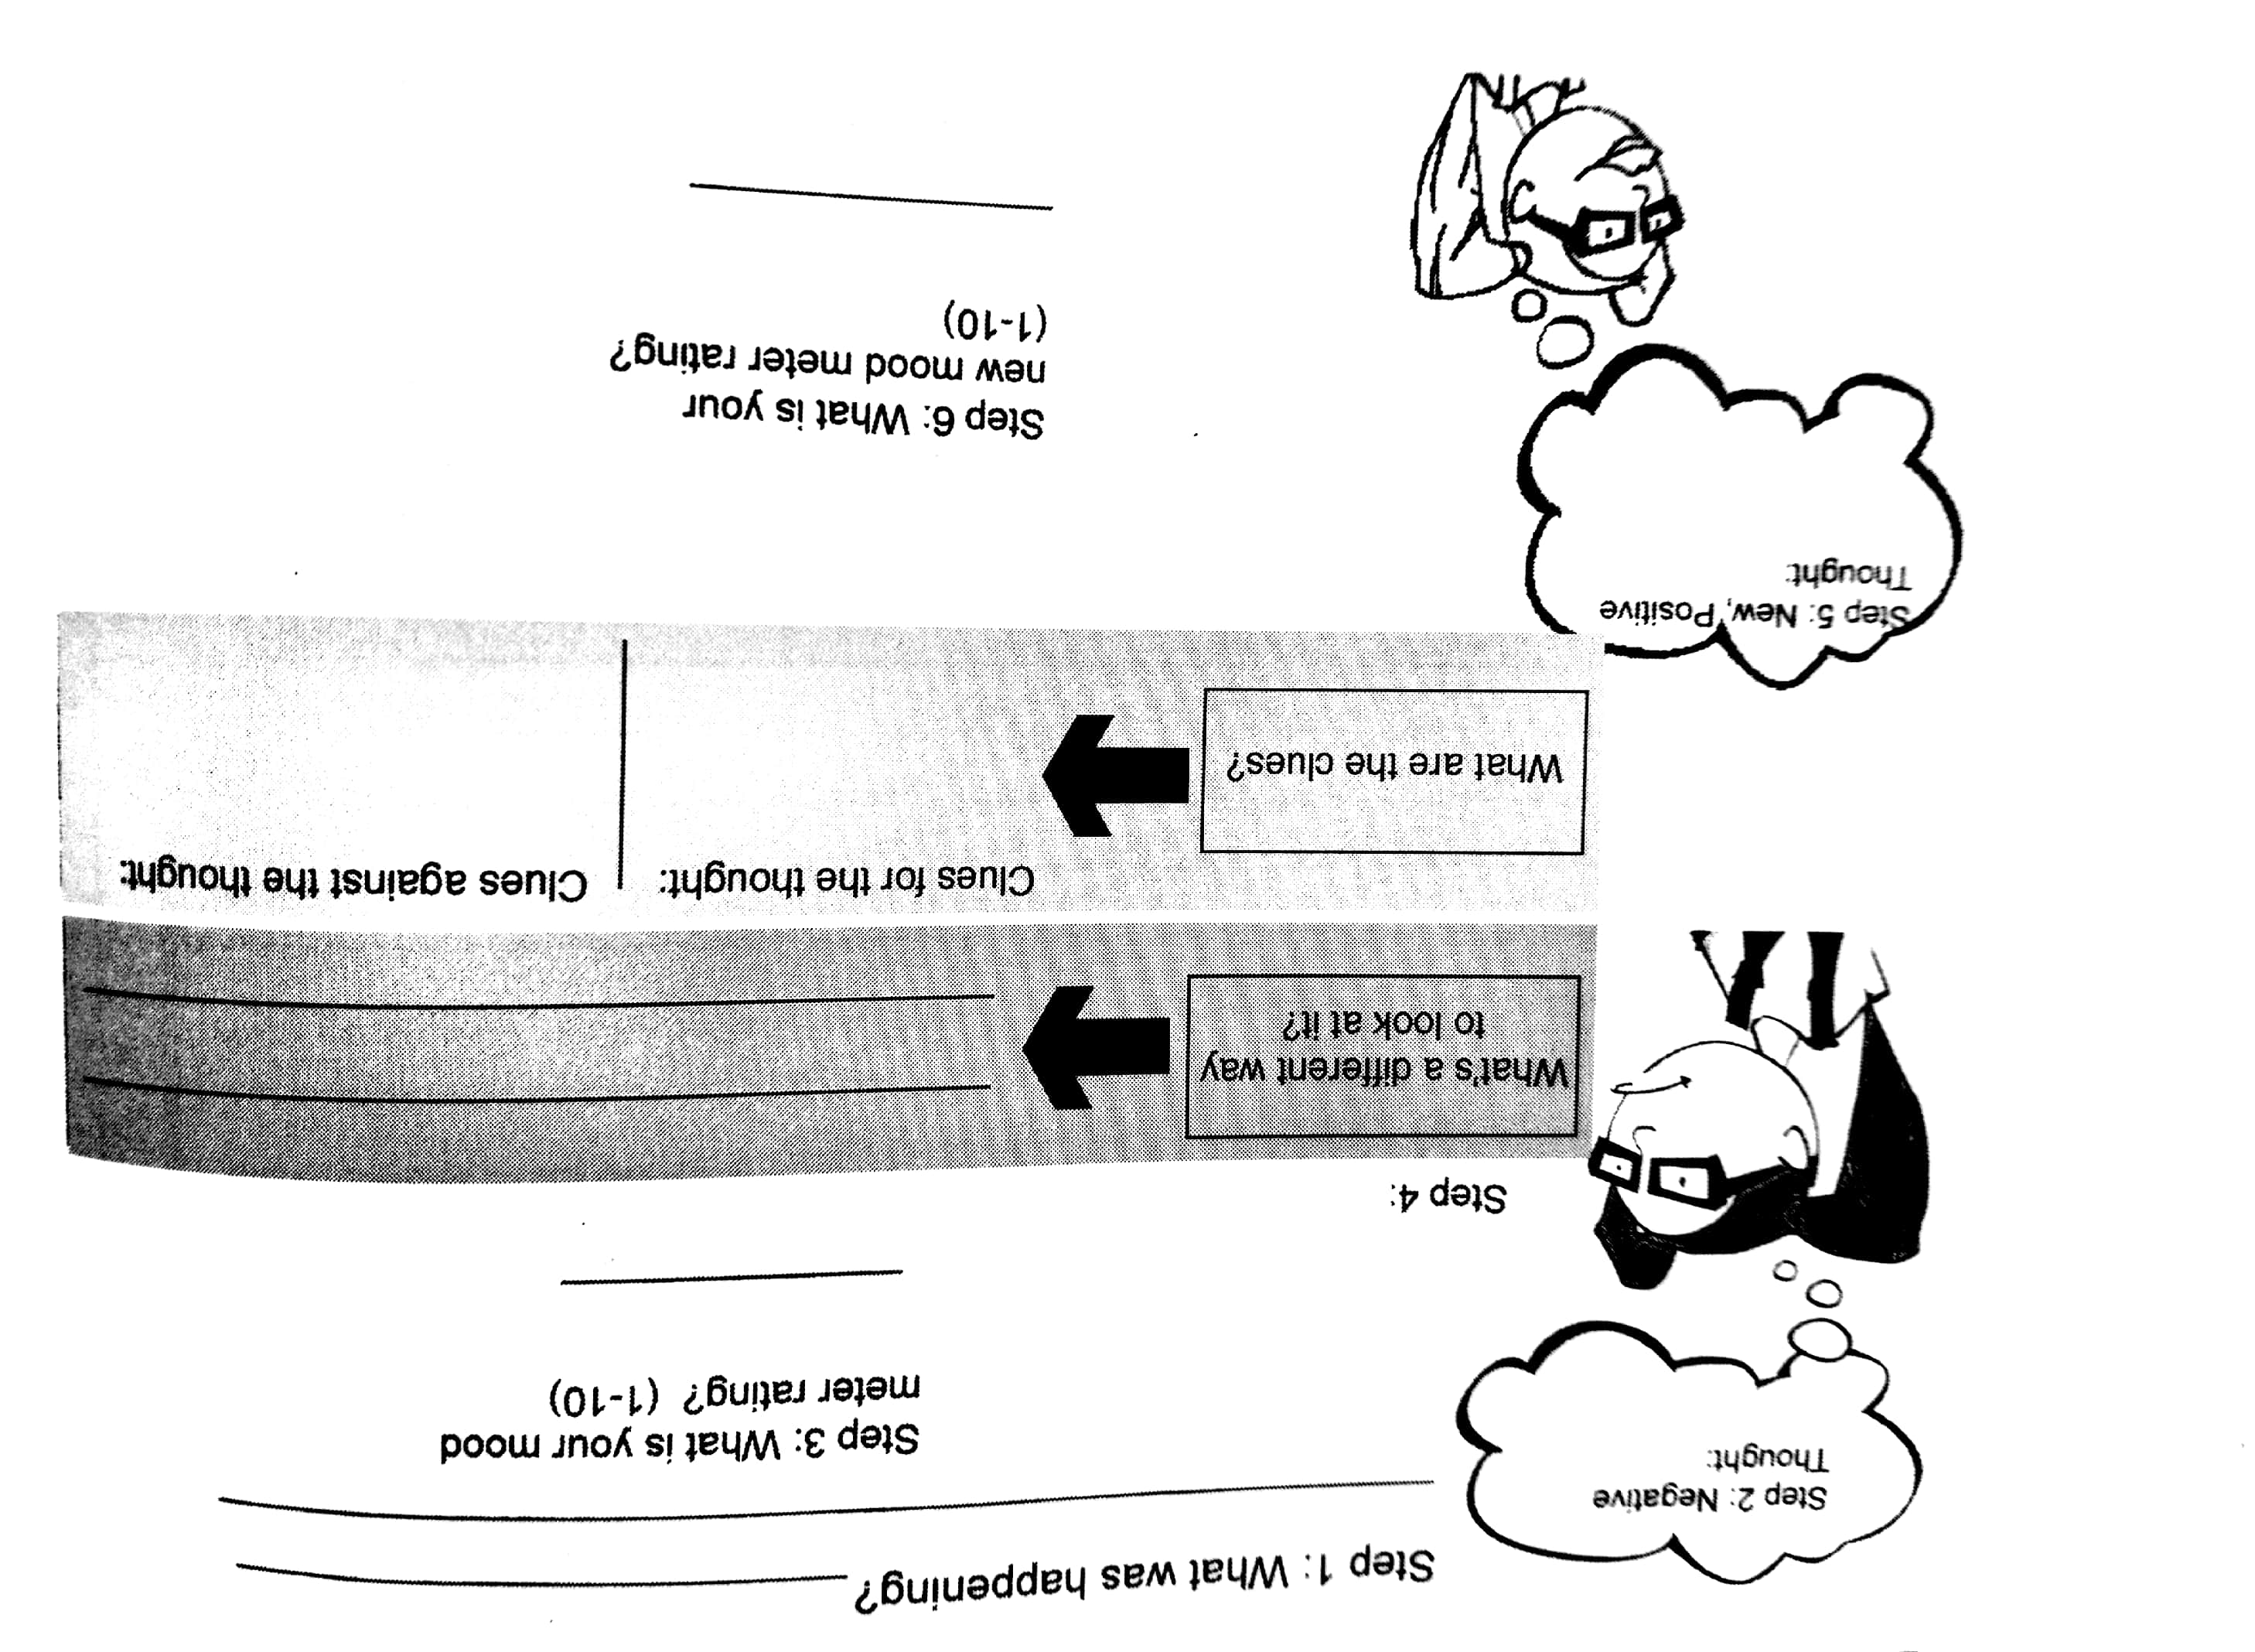 Step 1: What was happening?
Step 2: Negative
Thought:
Step 3: What is your mood
meter rating? (1-10)
Step 4:
What's a different way
to look at it?
What are the clues?
Clues for the thought:
Clues against the thought:
Step 5: New, Positive
Thought:
Step 6: What is your
new mood meter rating?
(1-10)